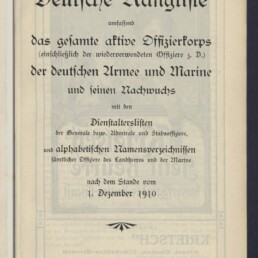 Deutsche Rangliste
umfassend
das gesamte aktive Offizierkorps
(einschließlich der wiederverwendeten Offiziere z. D.)
der deutschen Armee und Marine
und seinen Nachwuchs
mit den
Dienstalterslisten
der Generale bzw. Admirale und Stabsoffiziere,
und alphabetischen Namensverzeichnissen
sämtlicher Offiziere des Landheeres und der Marine
nach dem Stande vom
1. Dezember 1910